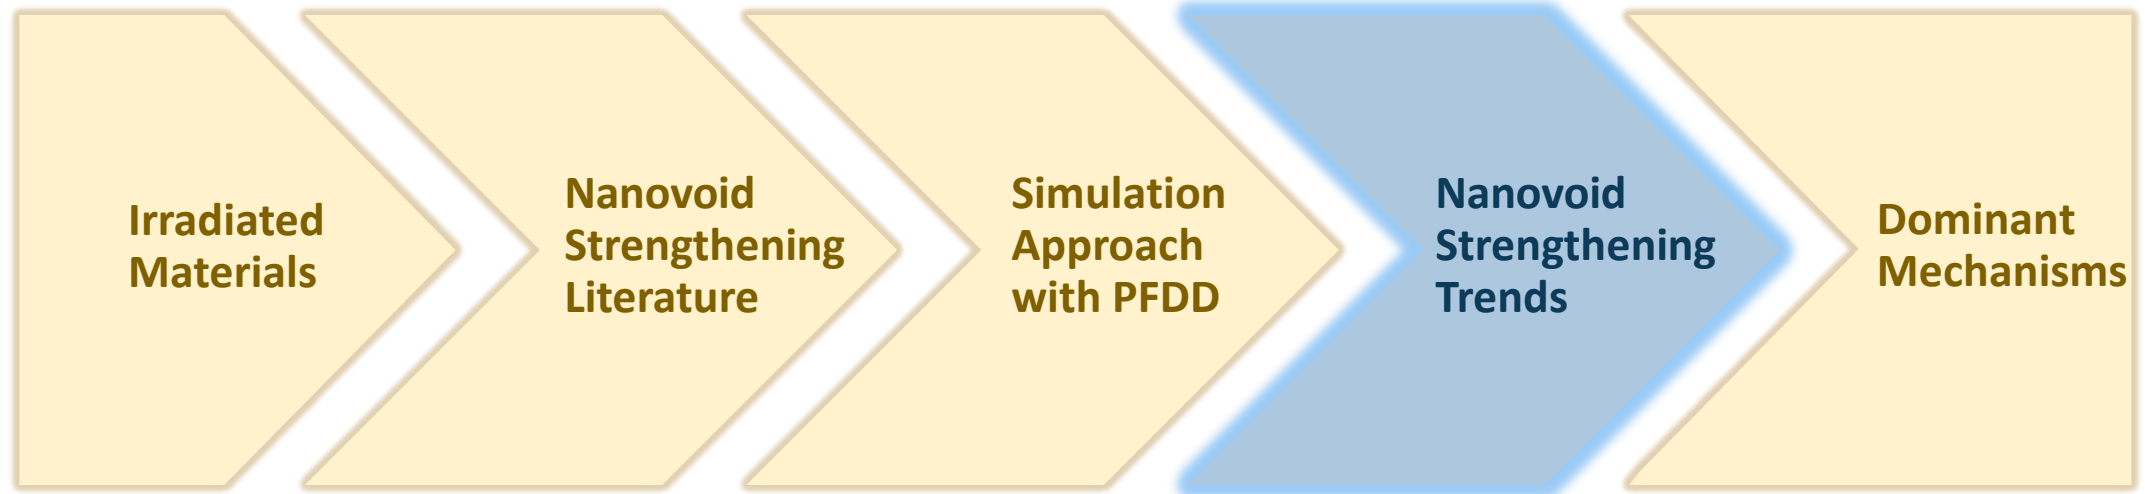 Irradiated
Materials
Nanovoid
Strengthening
Literature
Simulation
Approach
with PFDD
Nanovoid
Strengthening
Trends
Dominant
Mechanisms